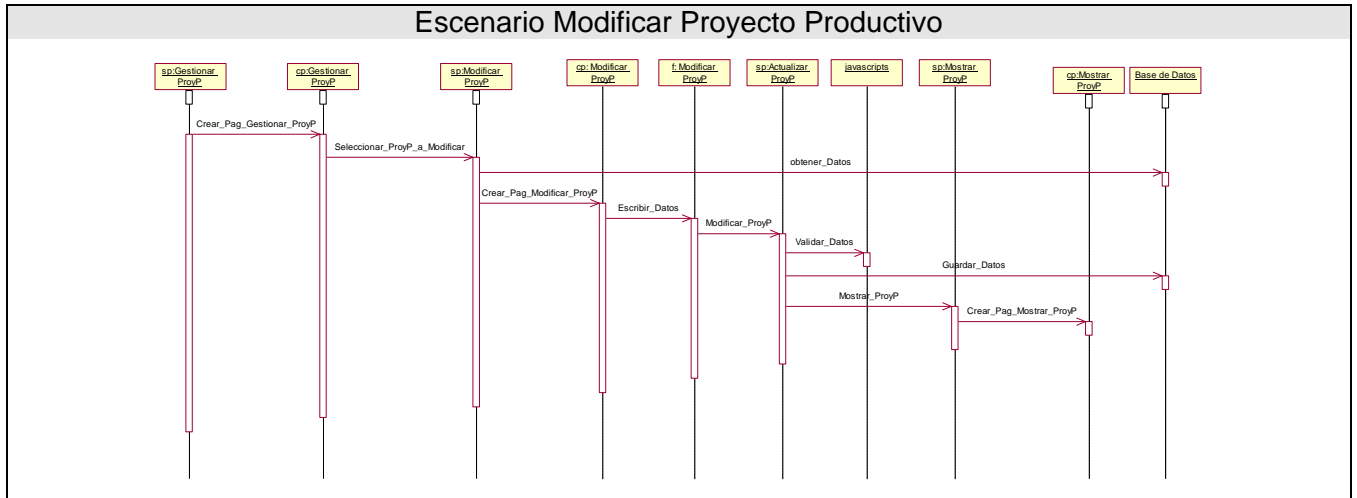 Escenario Modificar Proyecto Productivo
sp:Gestionar
ProyP
cp:Gestionar
ProyP
sp:Modificar
ProyP
cp: Modificar
ProyP
f: Modificar
ProyP
sp:Actualizar
ProyP
javascripts
sp:Mostrar
ProyP
cp:Mostrar
ProyP
Base de Datos
Crear_Pag_Gestionar_ProyP
Seleccionar_ProyP_a_Modificar
obtener_Datos
Crear_Pag_Modificar_ProyP
Escribir_Datos
Modificar_ProyP
Validar_Datos
Guardar_Datos
Mostrar_ProyP
Crear_Pag_Mostrar_ProyP